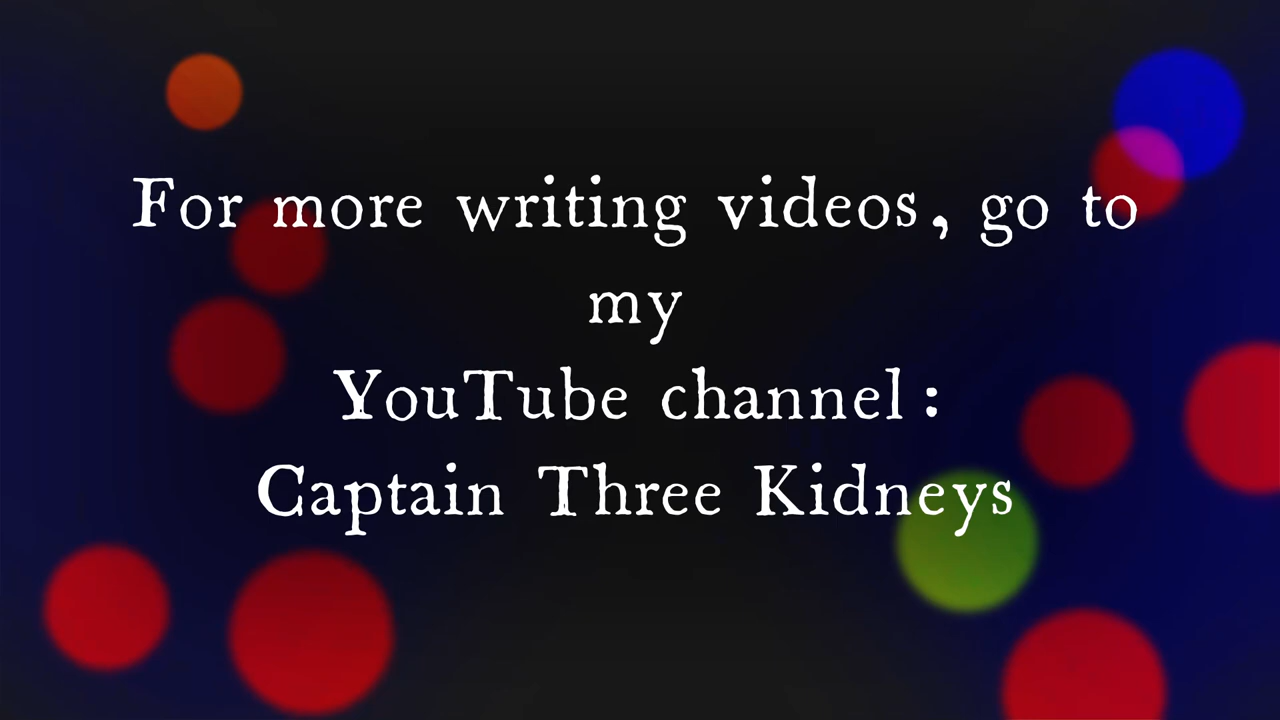 For more writing videos, go to
my
YouTube channel:
Captain Three Kidneys